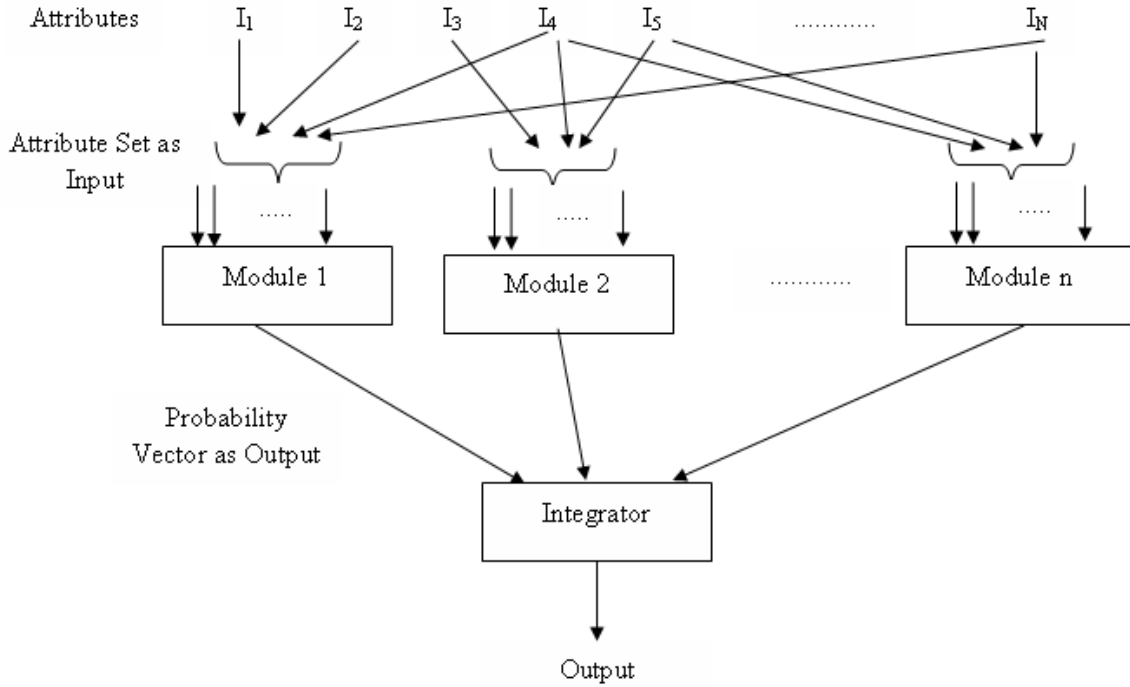 Attributes I₁ I₂ I₃ I₄ I₅ ............ I_N
Attribute Set as
Input
..... ..... .....
Module 1 Module 2 ............ Module n
Probability
Vector as Output
Integrator
Output